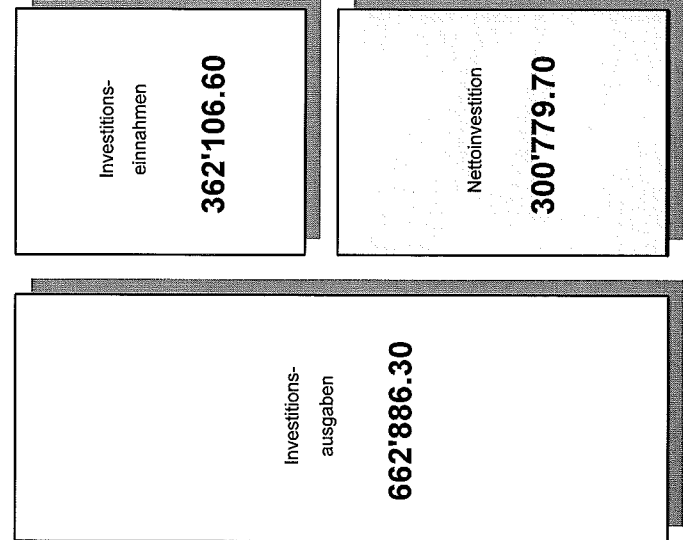 Investitions-
ausgaben
662'886.30
Investitions-
einnahmen
362'106.60
Nettoinvestition
300'779.70